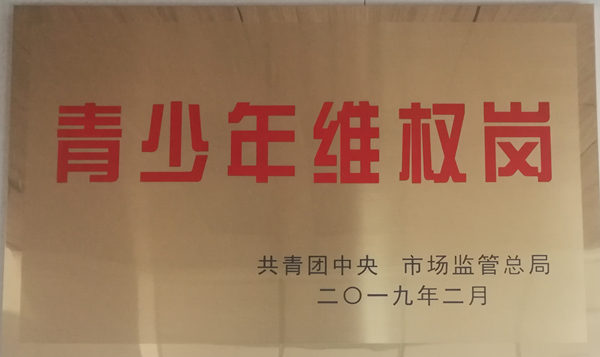 青少年维权岗
共青团中央 市场监管总局
二〇一九年二月